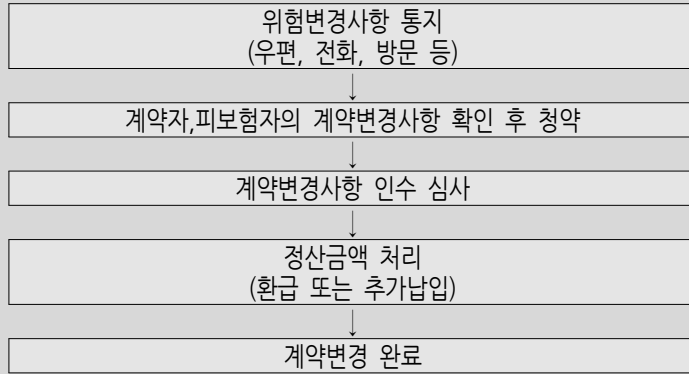 위험변경사항 통지
(우편, 전화, 방문 등)
계약자,피보험자의 계약변경사항 확인 후 청약
계약변경사항 인수 심사
정산금액 처리
(환급 또는 추가납입)
계약변경 완료